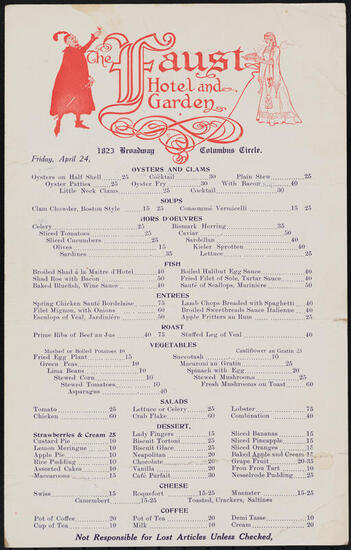 The Faust
Hotel and
Garden
1823 Broadway Columbus Circle.
Friday, April 24,
OYSTERS AND CLAMS
Oysters on Half Shell 25 Cocktail 30 Plain Stew 25
Oyster Patties 25 Oyster Fry 30 With Bacon 40
Little Neck Clams 25 Cocktail 30
SOUPS
Clam Chowder, Boston Style 15 25 Consommé Vermicelli 15 25
HORS D'OEUVRES
Celery 25 Bismark Herring 35
Sliced Tomatoes 25 Caviar 50
Sliced Cucumbers 25 Sardellan 40
Olives 15 Kieler Sprotten 40
Sardines 35 Lettuce 25
FISH
Broiled Shad á la Maitre d'Hotel 40 Boiled Halibut Egg Sauce 40
Shad Roe with Bacon 50 Fried Filet of Sole, Tartar Sauce 40
Baked Bluefish, Wine Sauce 40 Sauté of Scallops, Marinière 50
ENTREES
Spring Chicken Sauté Bordelaise 75 Lamb Chops Breaded with Spaghetti 40
Filet Mignon, with Onions 60 Broiled Sweetbreads Sauce Italienne 40
Escalops of Veal, Jardinière 50 Apple Fritters au Rum 25
ROAST
Prime Ribs of Beef au Jus 40 75 Stuffed Leg of Veal 40
VEGETABLES
Mashed or Boiled Potatoes 10 Cauliflower au Gratin 25
Fried Egg Plant 15 Succotash 10
Green Peas 10 Macaroni au Gratin 25
Lima Beans 10 Spinach with Egg 20
Stewed Corn 10 Stewed Mushrooms 25
Stewed Tomatoes 10 Fresh Mushrooms on Toast 60
Asparagus 40
SALADS
Tomato 25 Lettuce or Celery 25 Lobster 75
Chicken 60 Crab Flake 60 Combination 40
DESSERT,
Strawberries & Cream 25 Lady Fingers 15 Sliced Bananas 15
Custard Pie 10 Biscuit Tortoni 25 Sliced Pineapple 15
Lemon Meringue 10 Biscuit Glace 25 Sliced Oranges 15
Apple Pie 10 Neapolitan 20 Baked Apple and Cream 15
Rice Pudding 10 Chocolate 20 Grape Fruit 20-35
Assorted Cakes 10 Vanilla 20 Frou Frou Tart 10
Maccaroons 15 Café Parfait 30 Nesselrode Pudding 25
CHEESE
Swiss 15 Roquefort 15-25 Muenster 15-25
Camembert 15-25 Toasted, Crackers, Saltines
COFFEE
Pot of Coffee 20 Pot of Tea 20 Demi Tasse 10
Cup of Tea 10 Milk 10 Cream 20
Not Responsible for Lost Articles Unless Checked,